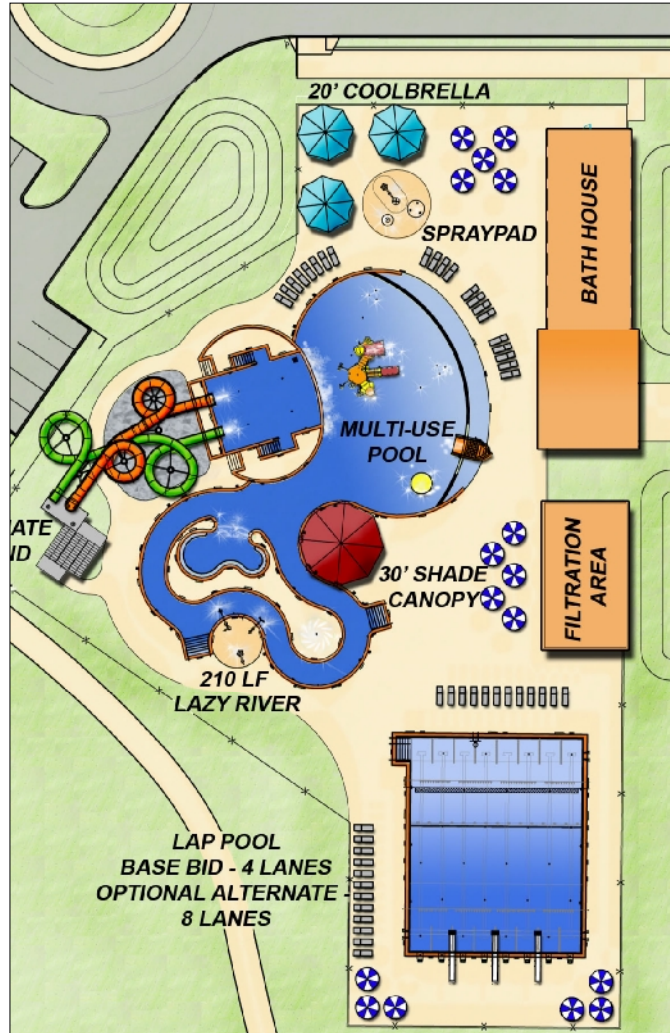 20' COOLBRELLA
SPRAYPAD
BATH HOUSE
MULTI-USE
POOL
30' SHADE
CANOPY
FILTRATION
AREA
210 LF
LAZY RIVER
LAP POOL
BASE BID - 4 LANES
OPTIONAL ALTERNATE -
8 LANES